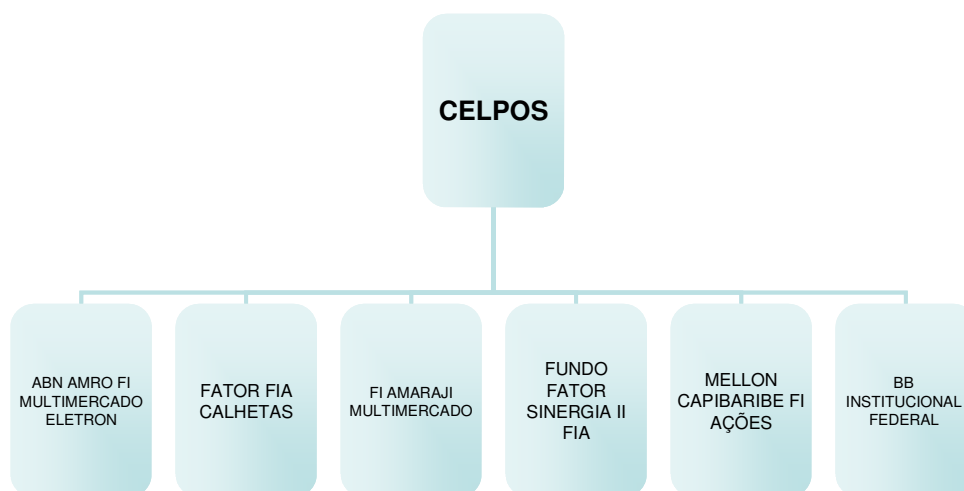 CELPOS
ABN AMRO FI
MULTIMERCADO
ELETRON
FATOR FIA
CALHETAS
FI AMARAJI
MULTIMERCADO
FUNDO
FATOR
SINERGIA II
FIA
MELLON
CAPIBARIBE FI
AÇÕES
BB
INSTITUCIONAL
FEDERAL